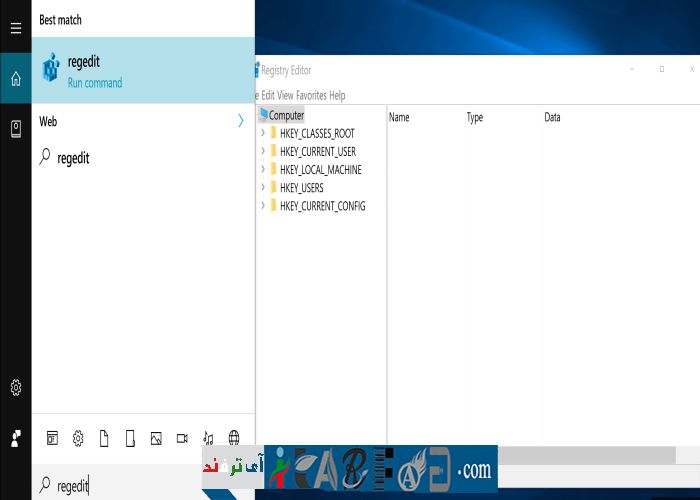 Best match
regedit
Run command
Web
regedit
regedit
Registry Editor
Edit View Favorites Help
Computer
HKEY_CLASSES_ROOT
HKEY_CURRENT_USER
HKEY_LOCAL_MACHINE
HKEY_USERS
HKEY_CURRENT_CONFIG
Name Type Data
آی ترفند
.com